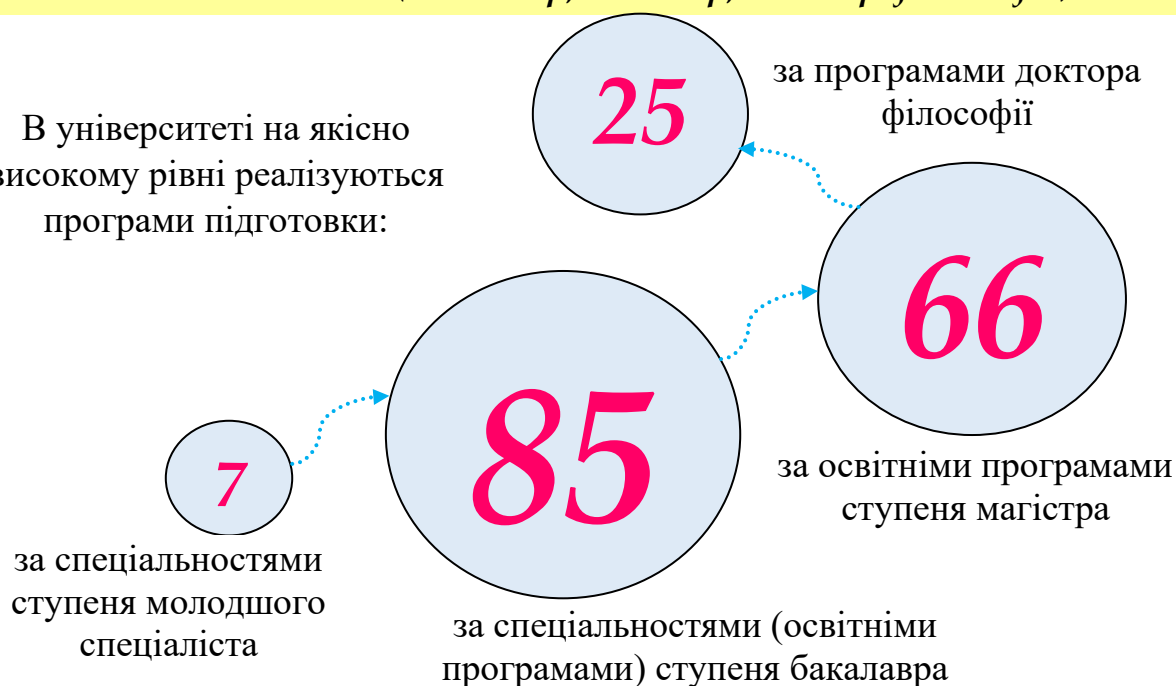 25
за програмами доктора
філософії
В університеті на якісно
високому рівні реалізуються
програми підготовки:
66
за освітніми програмами
ступеня магістра
85
за спеціальностями (освітніми
програмами) ступеня бакалавра
7
за спеціальностями
ступеня молодшого
спеціаліста